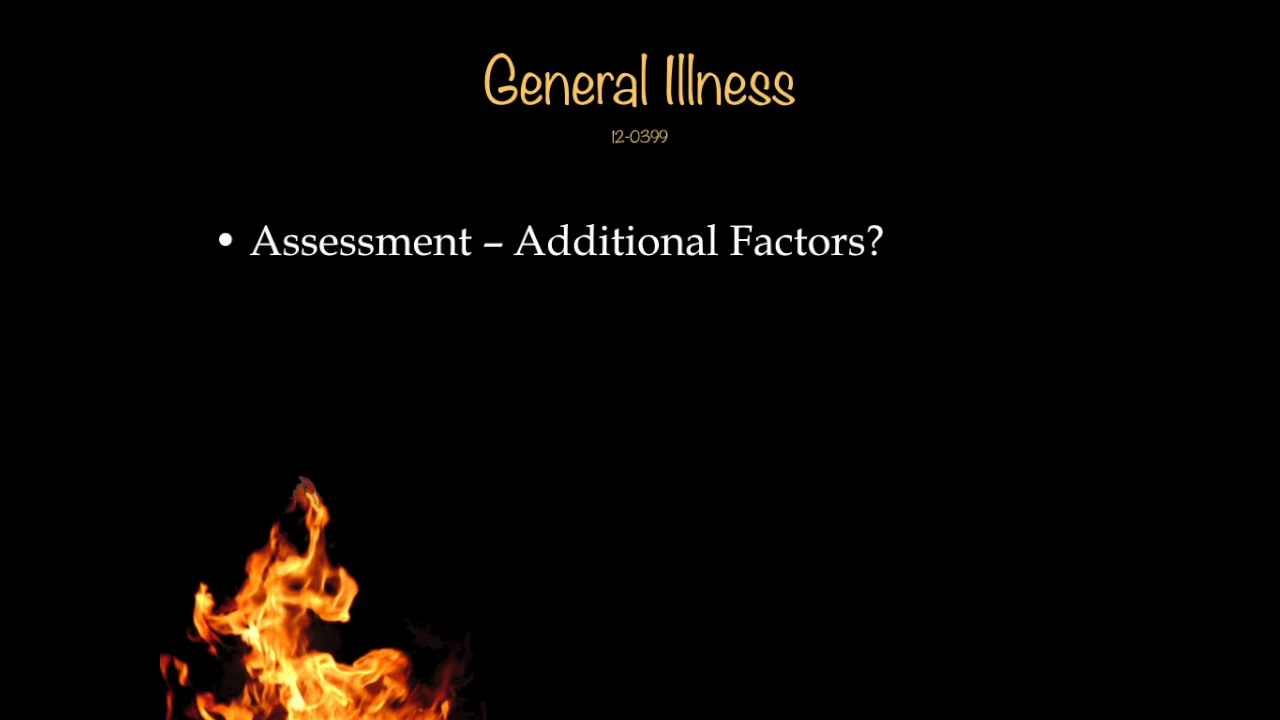 General Illness
12-0399
• Assessment – Additional Factors?